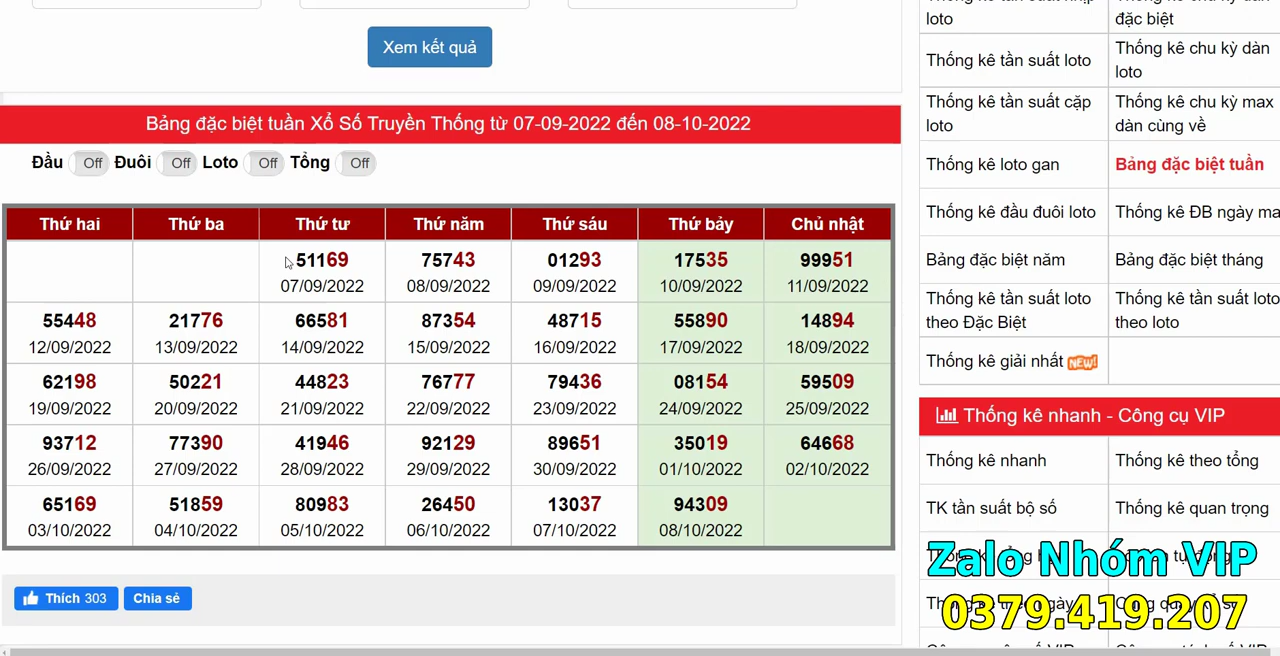 Xem kết quả
Bảng đặc biệt tuần Xổ Số Truyền Thống từ 07-09-2022 đến 08-10-2022
Đầu Off Đuôi Off Loto Off Tổng Off
Thứ hai Thứ ba Thứ tư Thứ năm Thứ sáu Thứ bảy Chủ nhật
51169 75743 01293 17535 99951
07/09/2022 08/09/2022 09/09/2022 10/09/2022 11/09/2022
55448 21776 66581 87354 48715 55890 14894
12/09/2022 13/09/2022 14/09/2022 15/09/2022 16/09/2022 17/09/2022 18/09/2022
62198 50221 44823 76777 79436 08154 59509
19/09/2022 20/09/2022 21/09/2022 22/09/2022 23/09/2022 24/09/2022 25/09/2022
93712 77390 41946 92129 89651 35019 64668
26/09/2022 27/09/2022 28/09/2022 29/09/2022 30/09/2022 01/10/2022 02/10/2022
65169 51859 80983 26450 13037 94309
03/10/2022 04/10/2022 05/10/2022 06/10/2022 07/10/2022 08/10/2022
Thích 303 Chia sẻ
loto
đặc biệt
Thống kê tần suất loto
Thống kê chu kỳ dàn
loto
Thống kê tần suất cặp
loto
Thống kê chu kỳ max
dàn cùng về
Thống kê loto gan
Bảng đặc biệt tuần
Thống kê đầu đuôi loto
Thống kê ĐB ngày
Bảng đặc biệt năm
Bảng đặc biệt tháng
Thống kê tần suất loto
theo Đặc Biệt
Thống kê tần suất loto
theo loto
Thống kê giải nhất NEW!
Thống kê nhanh - Công cụ VIP
Thống kê nhanh
Thống kê theo tổng
TK tần suất bộ số
Thống kê quan trọng
Zalo Nhóm VIP
0379.419.207